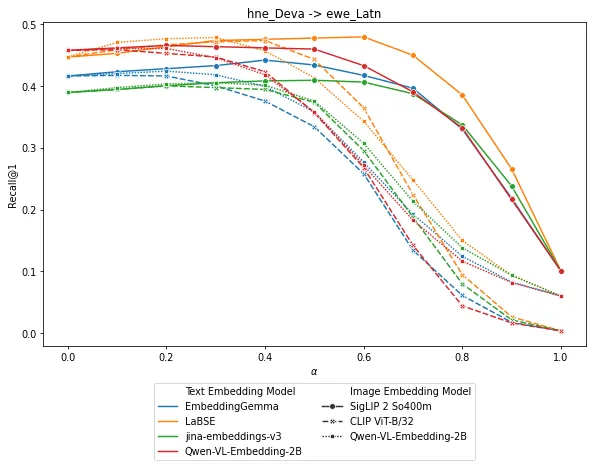 hne_Deva -> ewe_Latn
Recall@1
0.5
0.4
0.3
0.2
0.1
0.0
0.0 0.2 0.4 0.6 0.8 1.0
α
Text Embedding Model Image Embedding Model
EmbeddingGemma SigLIP 2 So400m
LaBSE CLIP ViT-B/32
jina-embeddings-v3 Qwen-VL-Embedding-2B
Qwen-VL-Embedding-2B